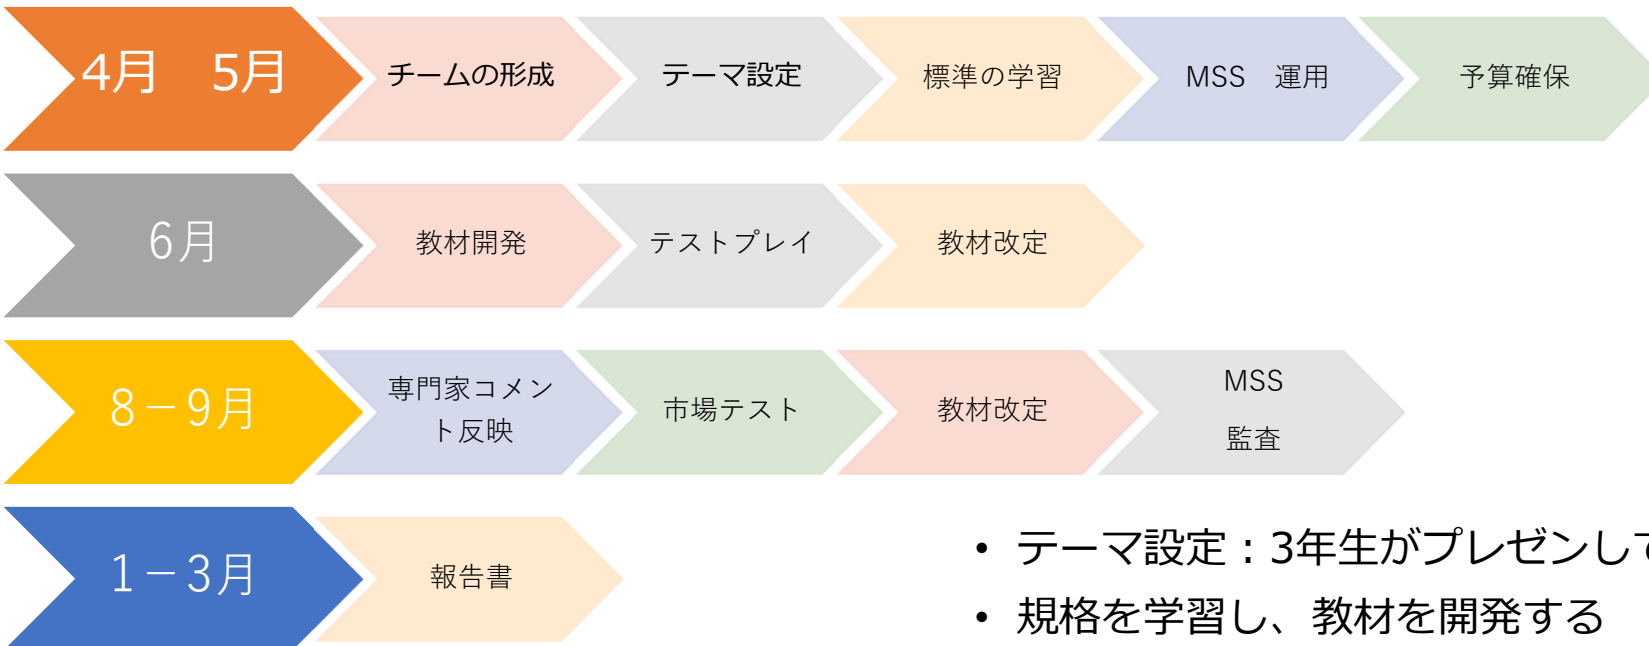 4月　5月
チームの形成
テーマ設定
標準の学習
MSS　運用
予算確保
6月
教材開発
テストプレイ
教材改定
8－9月
専門家コメン
ト反映
市場テスト
教材改定
MSS
監査
1－3月
報告書
• テーマ設定：3年生がプレゼンして
• 規格を学習し、教材を開発する